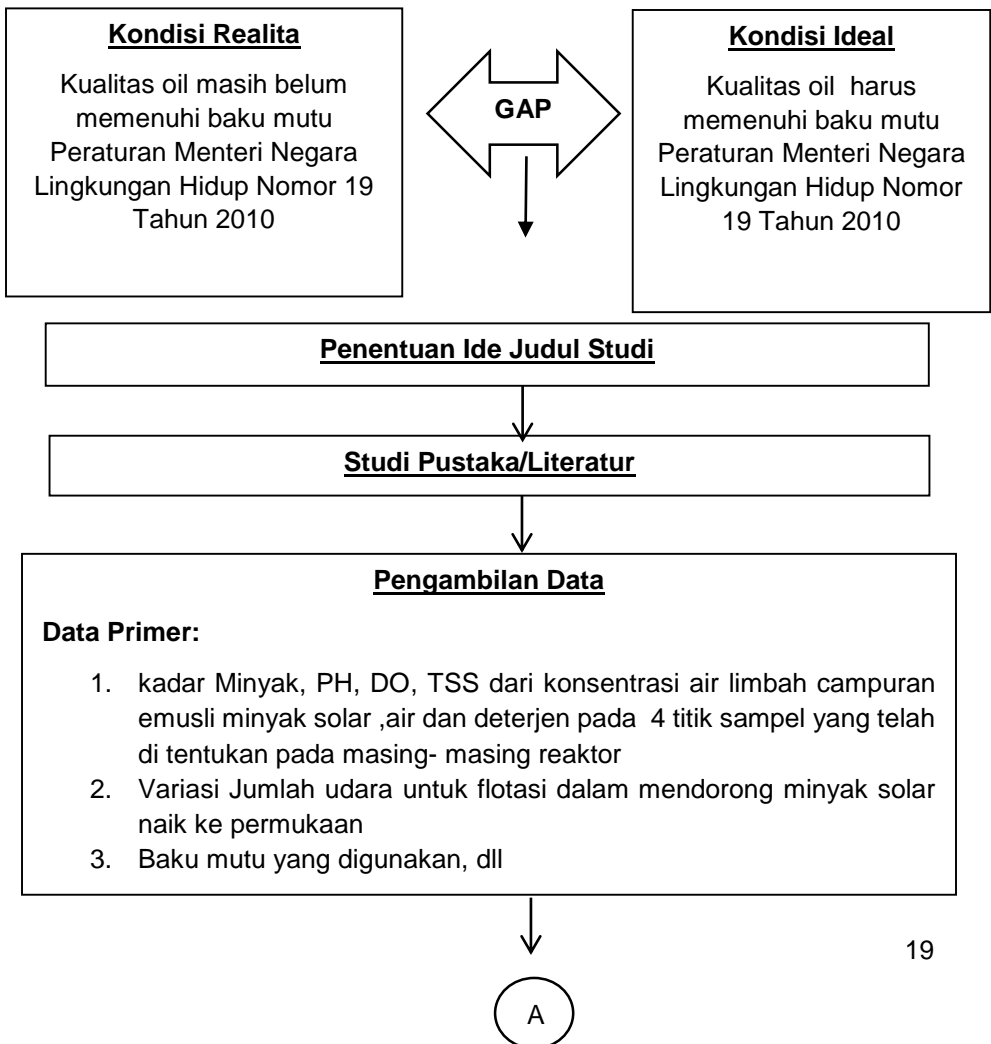 Kondisi Realita
Kualitas oil masih belum
memenuhi baku mutu
Peraturan Menteri Negara
Lingkungan Hidup Nomor 19
Tahun 2010
GAP
Kondisi Ideal
Kualitas oil harus
memenuhi baku mutu
Peraturan Menteri Negara
Lingkungan Hidup Nomor
19 Tahun 2010
Penentuan Ide Judul Studi
Studi Pustaka/Literatur
Pengambilan Data
Data Primer:
1. kadar Minyak, PH, DO, TSS dari konsentrasi air limbah campuran
emusli minyak solar ,air dan deterjen pada 4 titik sampel yang telah
di tentukan pada masing- masing reaktor
2. Variasi Jumlah udara untuk flotasi dalam mendorong minyak solar
naik ke permukaan
3. Baku mutu yang digunakan, dll
19
A